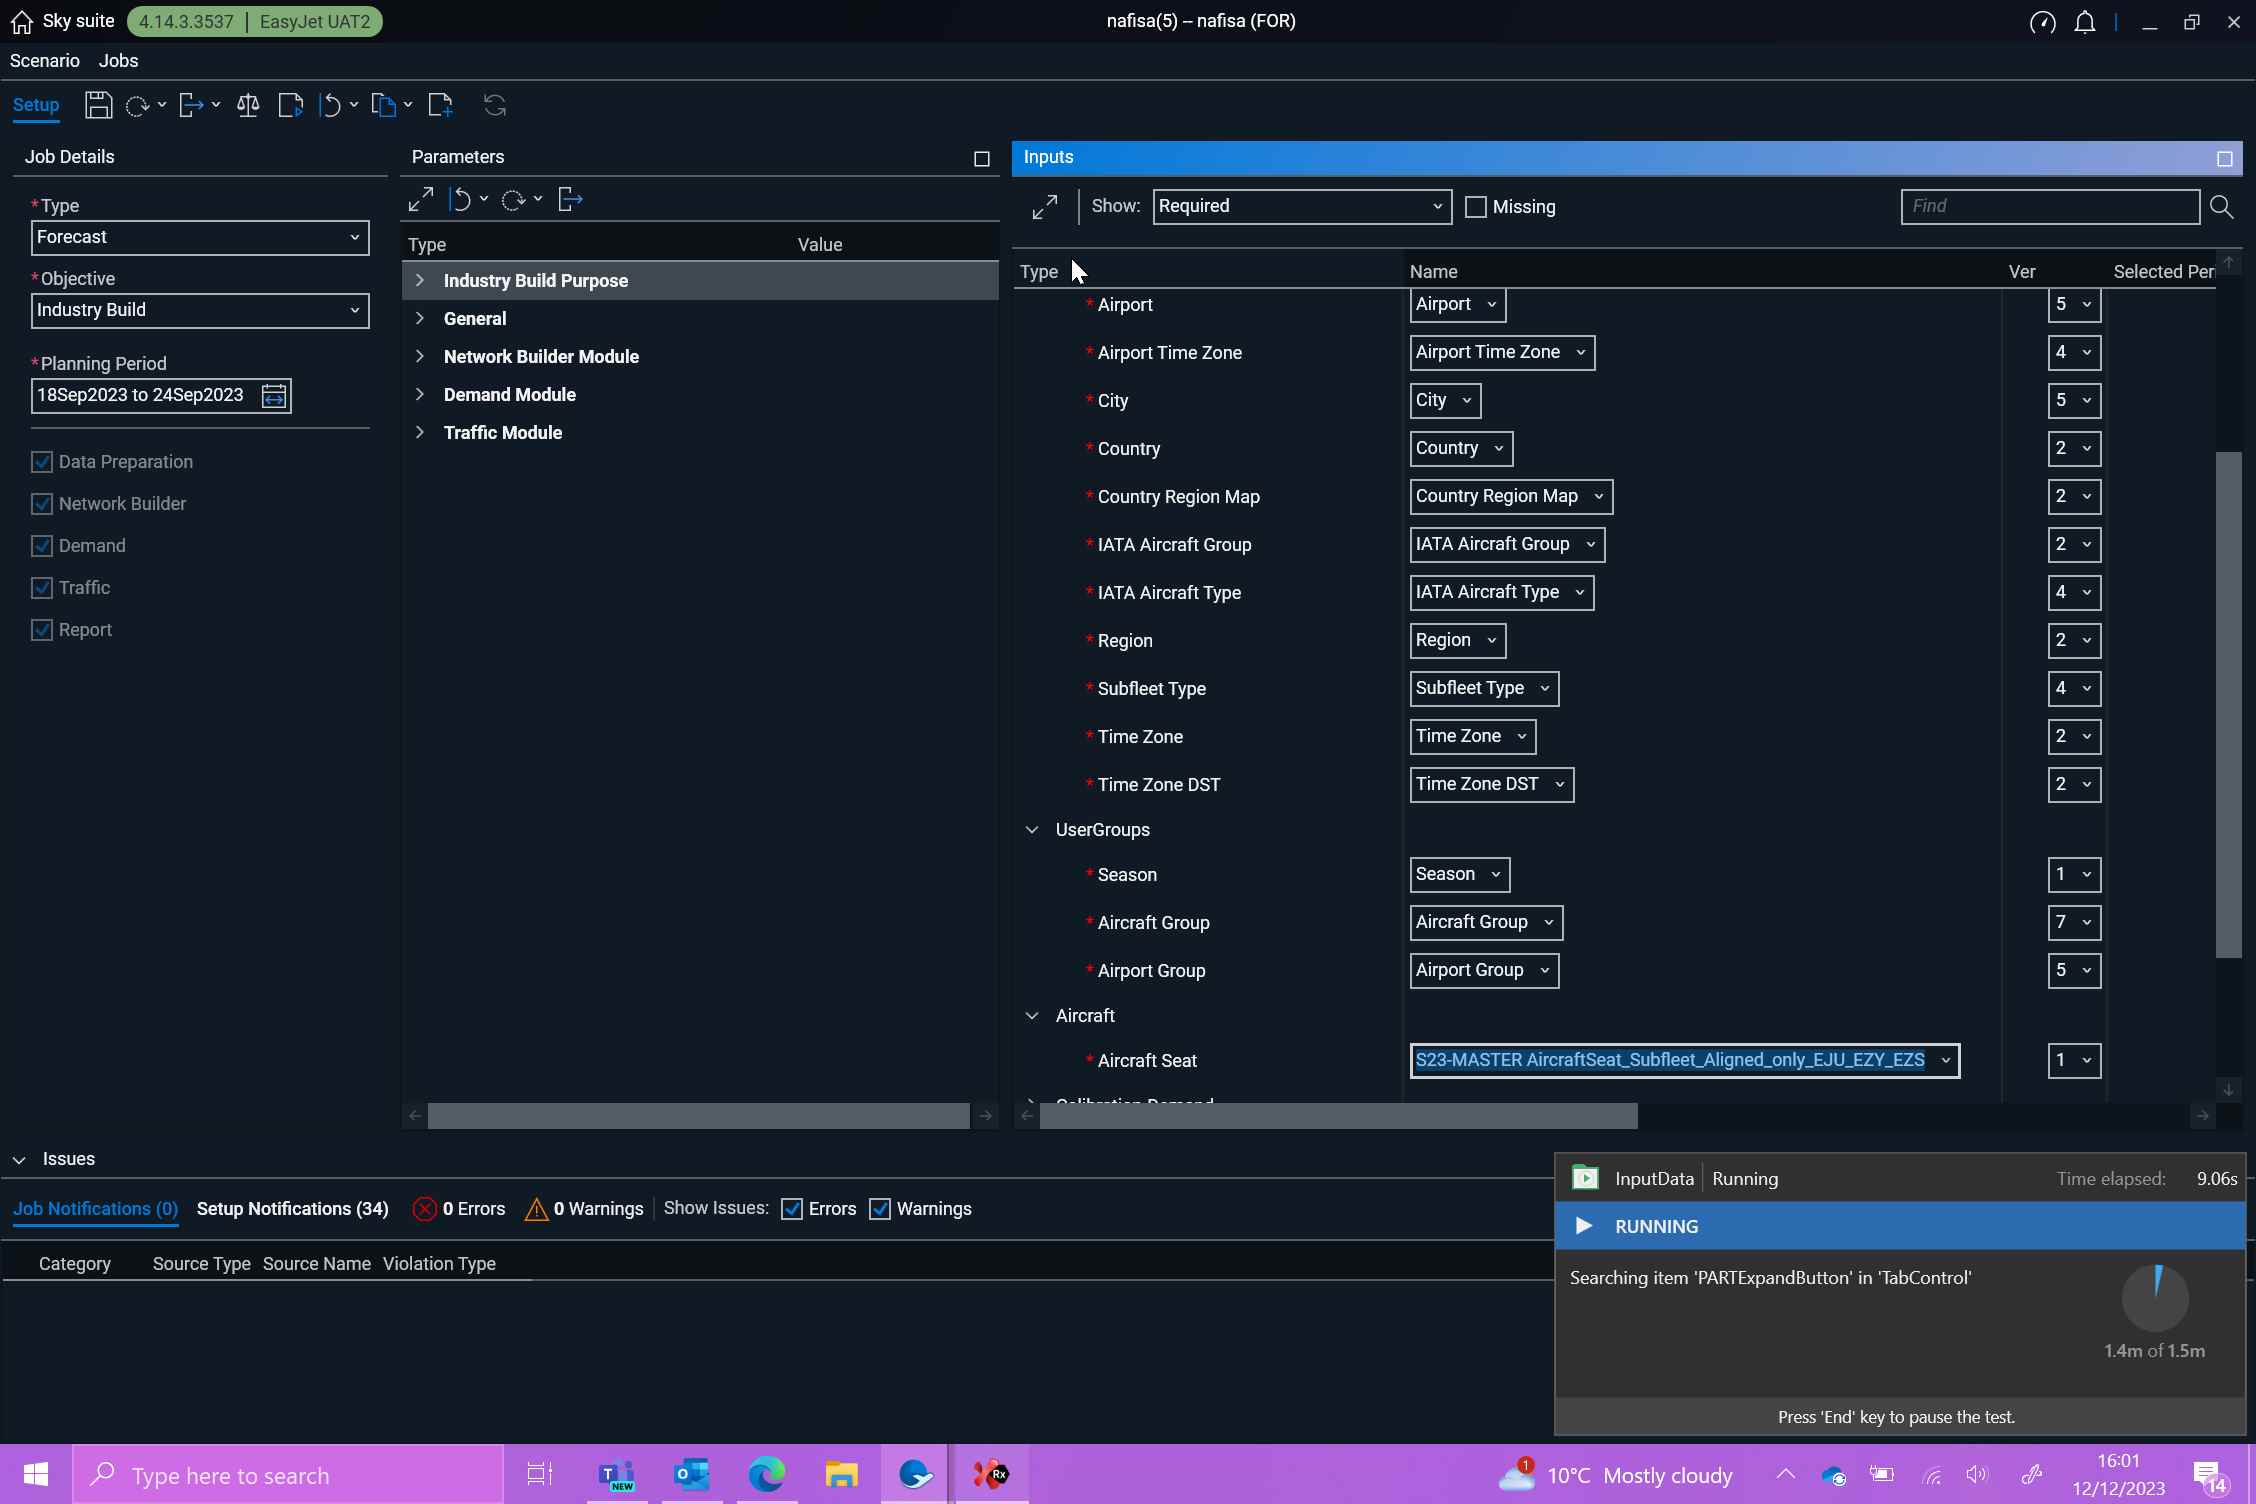 Sky suite 4.14.3.3537 | EasyJet UAT2 nafisa(5) – nafisa (FOR)
Scenario Jobs
Setup
Job Details
*Type
Forecast
*Objective
Industry Build
*Planning Period
18Sep2023 to 24Sep2023
Data Preparation
Network Builder
Demand
Traffic
Report
Parameters
Type Value
Industry Build Purpose
General
Network Builder Module
Demand Module
Traffic Module
Inputs
Show: Required Missing Find
Type Name Ver Selected Per
* Airport Airport 5
* Airport Time Zone Airport Time Zone 4
* City City 5
* Country Country 2
* Country Region Map Country Region Map 2
* IATA Aircraft Group IATA Aircraft Group 2
* IATA Aircraft Type IATA Aircraft Type 4
* Region Region 2
* Subfleet Type Subfleet Type 4
* Time Zone Time Zone 2
* Time Zone DST Time Zone DST 2
UserGroups
* Season Season 1
* Aircraft Group Aircraft Group 7
* Airport Group Airport Group 5
Aircraft
* Aircraft Seat S23-MASTER AircraftSeat_Subfleet_Aligned_only_EJU_EZY_EZS 1
Calibration Demand
Issues
Job Notifications (0) Setup Notifications (34) 0 Errors 0 Warnings Show Issues: Errors Warnings
Category Source Type Source Name Violation Type
InputData Running Time elapsed: 9.06s
RUNNING
Searching item 'PARTExpandButton' in 'TabControl'
1.4m of 1.5m
Press 'End' key to pause the test.
Type here to search
T
NEW
O
Rx
1
10°C Mostly cloudy
16:01
12/12/2023
14